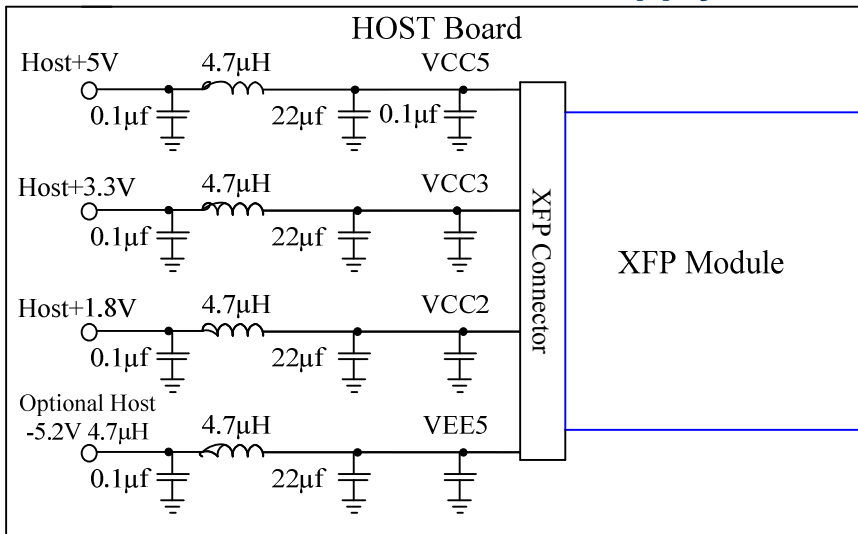 HOST Board
Host+5V
4.7µH
VCC5
0.1µf
22µf
0.1µf
Host+3.3V
4.7µH
VCC3
0.1µf
22µf
XFP Connector
XFP Module
Host+1.8V
4.7µH
VCC2
0.1µf
22µf
Optional Host
-5.2V 4.7µH
4.7µH
VEE5
0.1µf
22µf